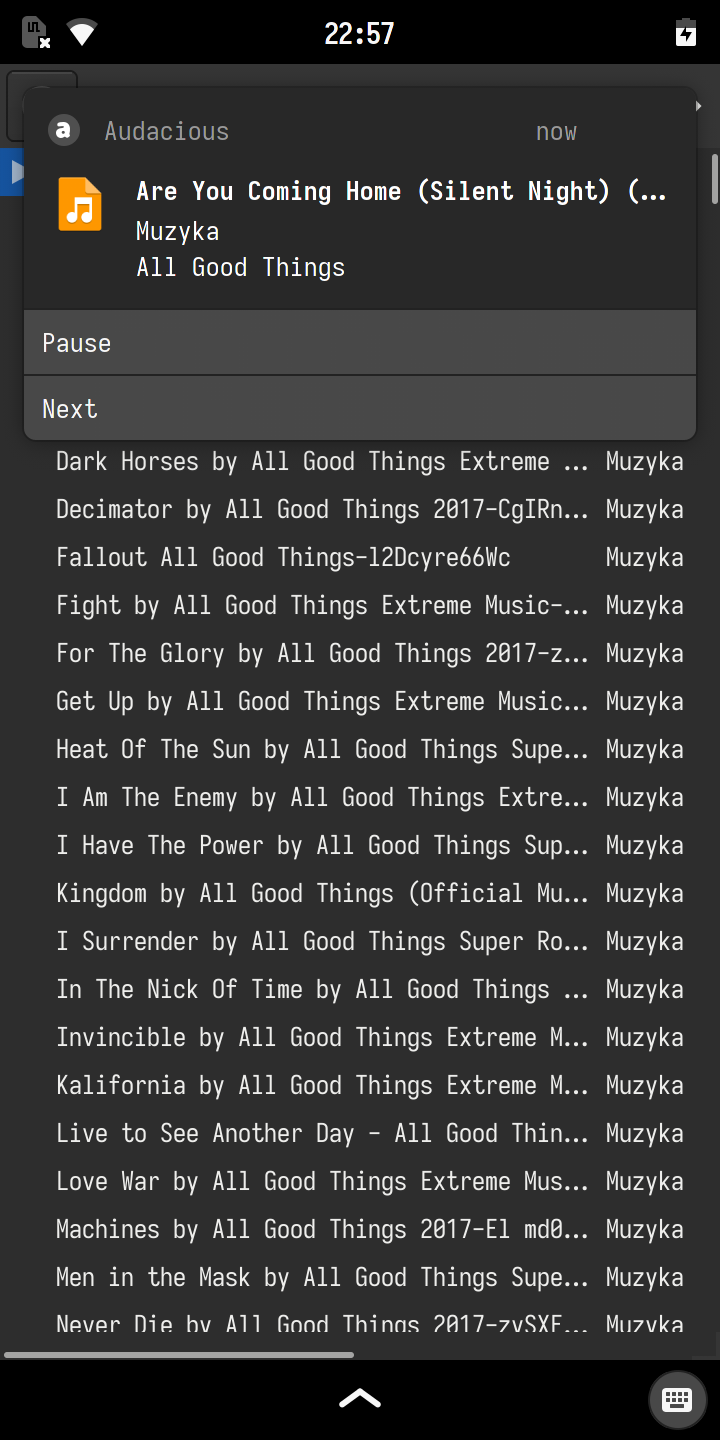 22:57
a Audacious now
Are You Coming Home (Silent Night) (...
Muzyka
All Good Things
Pause
Next
Dark Horses by All Good Things Extreme ... Muzyka
Decimator by All Good Things 2017-CgIRn... Muzyka
Fallout All Good Things-l2Dcyre66Wc Muzyka
Fight by All Good Things Extreme Music-... Muzyka
For The Glory by All Good Things 2017-z... Muzyka
Get Up by All Good Things Extreme Music... Muzyka
Heat Of The Sun by All Good Things Supe... Muzyka
I Am The Enemy by All Good Things Extre... Muzyka
I Have The Power by All Good Things Sup... Muzyka
Kingdom by All Good Things (Official Mu... Muzyka
I Surrender by All Good Things Super Ro... Muzyka
In The Nick Of Time by All Good Things ... Muzyka
Invincible by All Good Things Extreme M... Muzyka
Kalifornia by All Good Things Extreme M... Muzyka
Live to See Another Day - All Good Thin... Muzyka
Love War by All Good Things Extreme Mus... Muzyka
Machines by All Good Things 2017-El md0... Muzyka
Men in the Mask by All Good Things Supe... Muzyka
Never Die by All Good Things 2017-zvSXF... Muzyka